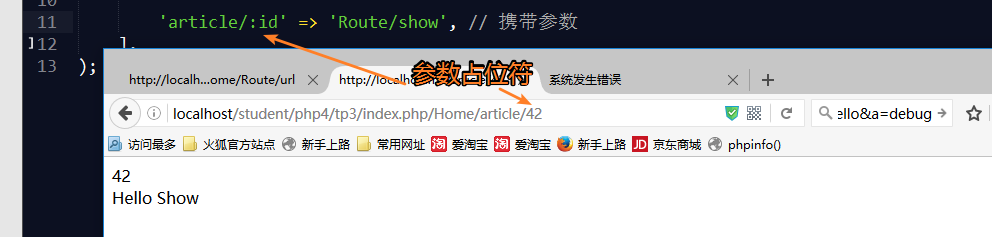 11 'article/:id' => 'Route/show', // 携带参数
12 ],
13 );
参数占位符
http://localh...ome/Route/url
http://localh
系统发生错误
localhost/student/php4/tp3/index.php/Home/article/42
allo&a=debug
访问最多 火狐官方站点 新手上路 常用网址 爱淘宝 爱淘宝 新手上路 京东商城 phpinfo()
42
Hello Show